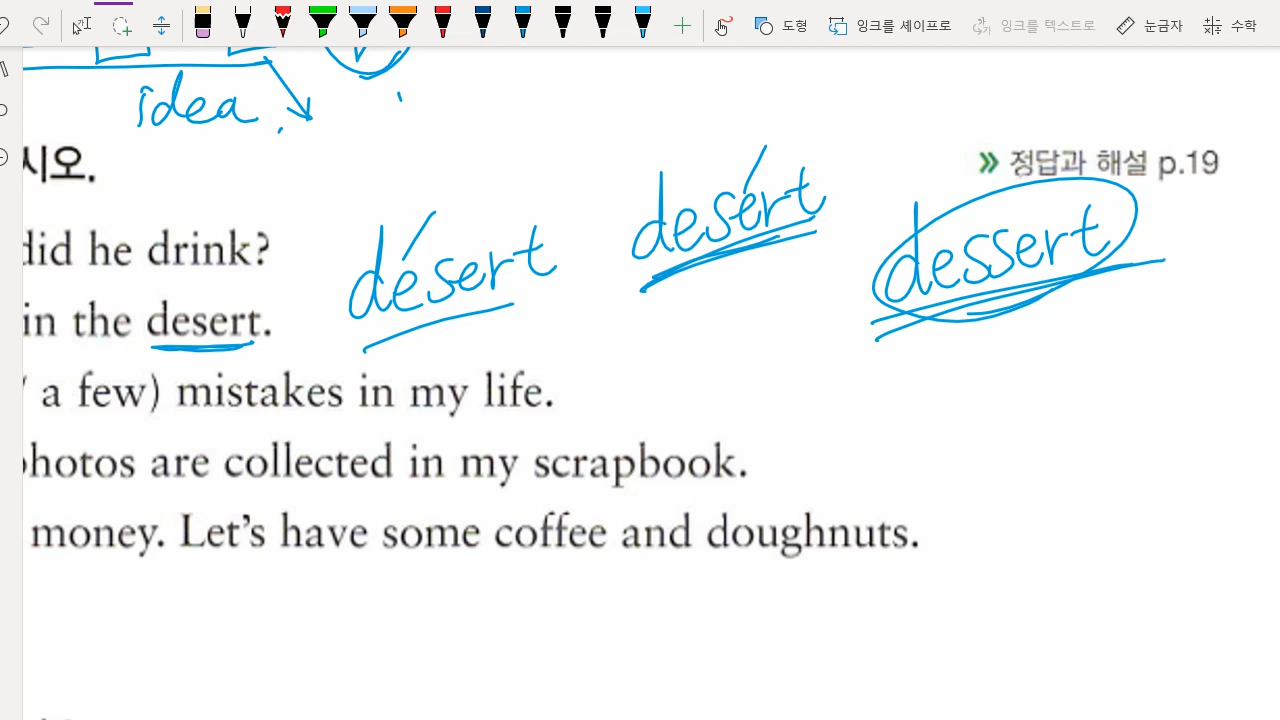 도형 잉크를 셰이프로 잉크를 텍스트로 눈금자 수학
idea
시오.
정답과 해설 p.19
désert desért dessert
did he drink?
in the desert.
a few) mistakes in my life.
photos are collected in my scrapbook.
money. Let's have some coffee and doughnuts.